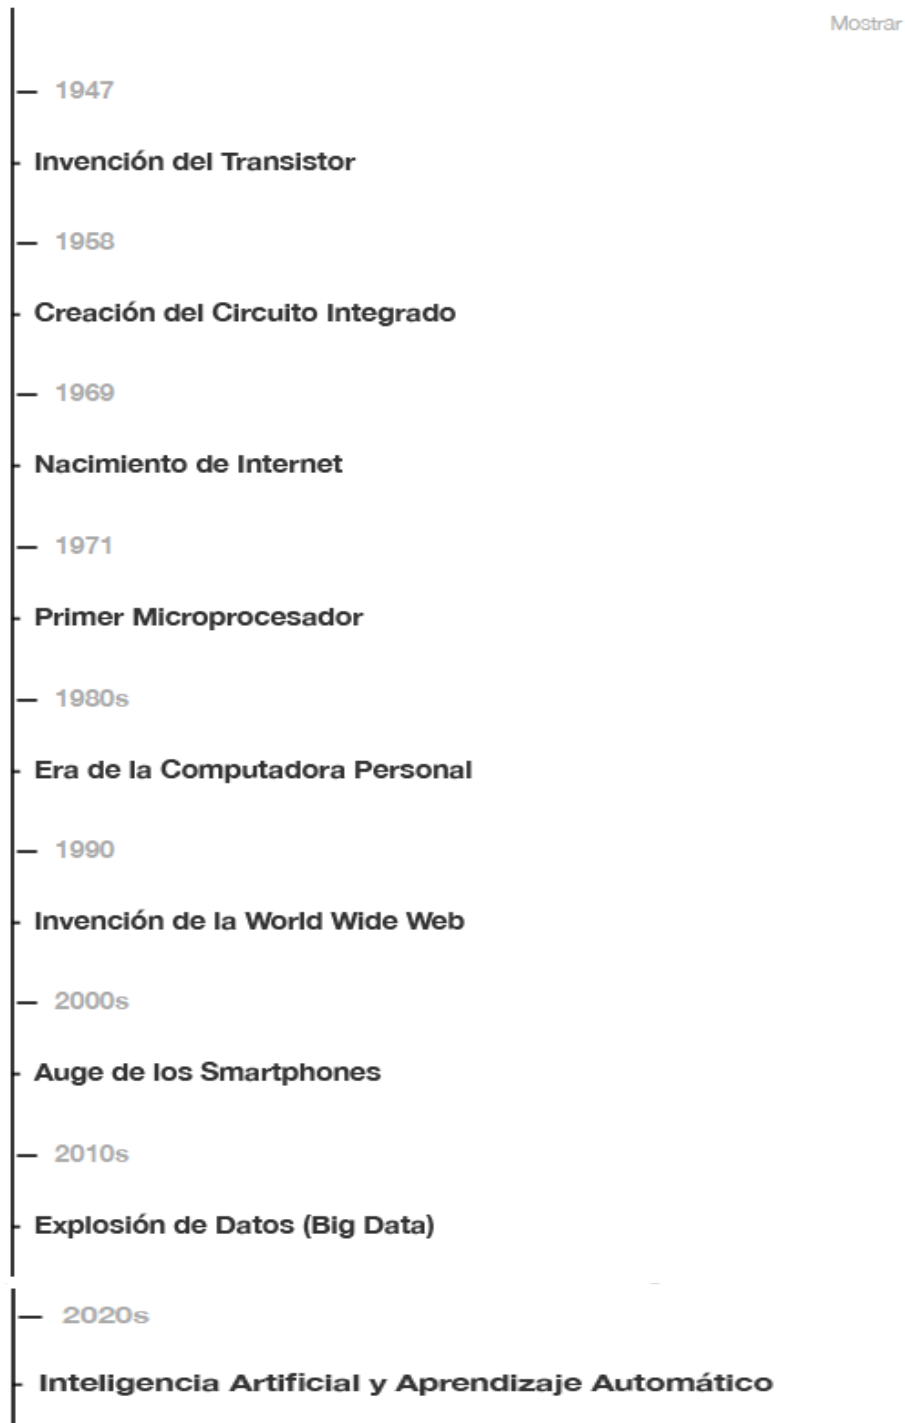 Mostrar
1947
Invención del Transistor
1958
Creación del Circuito Integrado
1969
Nacimiento de Internet
1971
Primer Microprocesador
1980s
Era de la Computadora Personal
1990
Invención de la World Wide Web
2000s
Auge de los Smartphones
2010s
Explosión de Datos (Big Data)
2020s
Inteligencia Artificial y Aprendizaje Automático